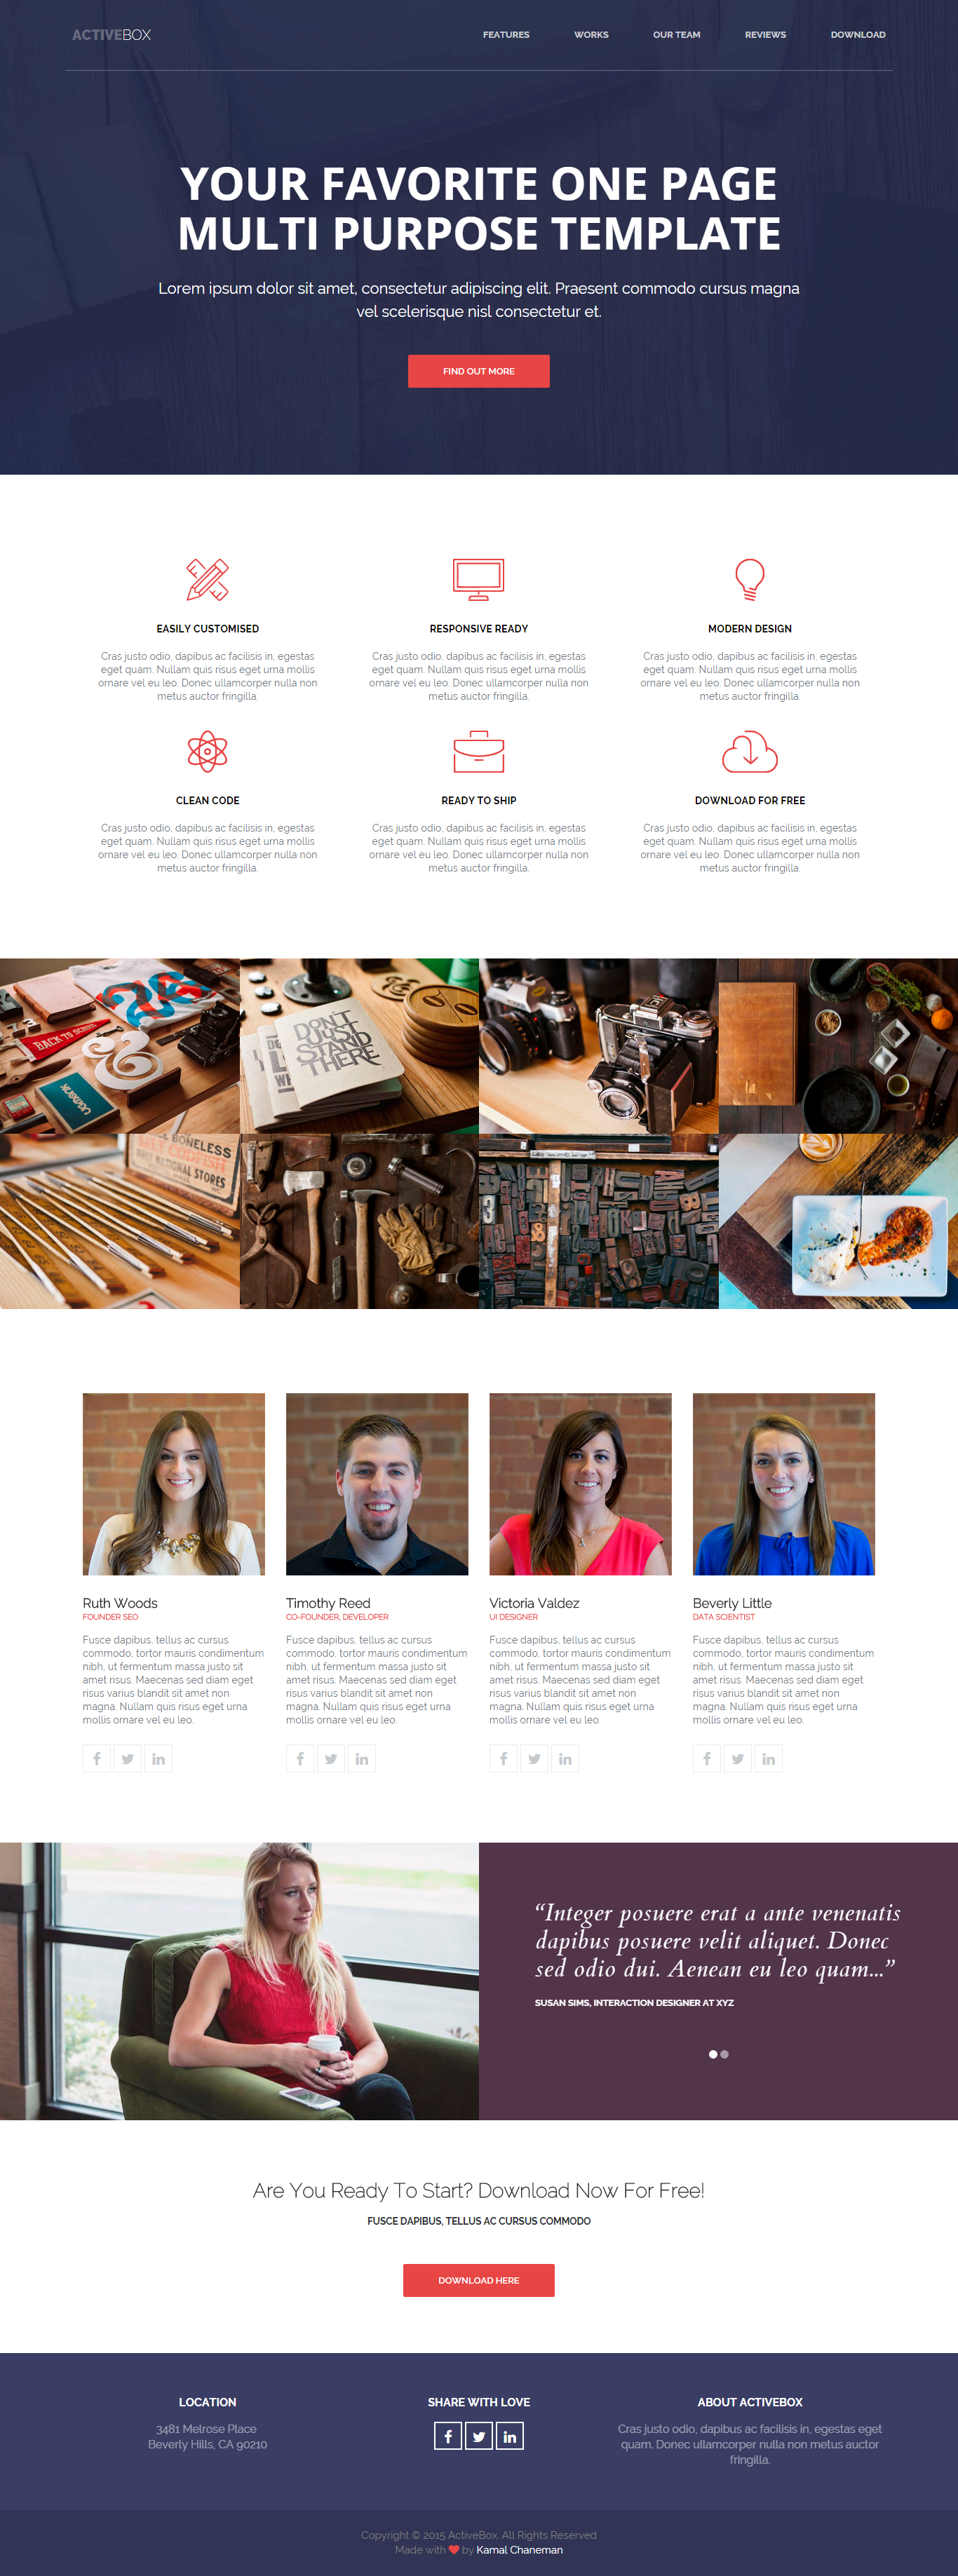 ACTIVEBOX
FEATURES WORKS OUR TEAM REVIEWS DOWNLOAD
YOUR FAVORITE ONE PAGE
MULTI PURPOSE TEMPLATE
Lorem ipsum dolor sit amet, consectetur adipiscing elit. Praesent commodo cursus magna
vel scelerisque nisl consectetur et.
FIND OUT MORE
EASILY CUSTOMISED
Cras justo odio, dapibus ac facilisis in, egestas
eget quam. Nullam quis risus eget urna mollis
ornare vel eu leo. Donec ullamcorper nulla non
metus auctor fringilla.
RESPONSIVE READY
Cras justo odio, dapibus ac facilisis in, egestas
eget quam. Nullam quis risus eget urna mollis
ornare vel eu leo. Donec ullamcorper nulla non
metus auctor fringilla.
MODERN DESIGN
Cras justo odio, dapibus ac facilisis in, egestas
eget quam. Nullam quis risus eget urna mollis
ornare vel eu leo. Donec ullamcorper nulla non
metus auctor fringilla.
CLEAN CODE
Cras justo odio, dapibus ac facilisis in, egestas
eget quam. Nullam quis risus eget urna mollis
ornare vel eu leo. Donec ullamcorper nulla non
metus auctor fringilla.
READY TO SHIP
Cras justo odio, dapibus ac facilisis in, egestas
eget quam. Nullam quis risus eget urna mollis
ornare vel eu leo. Donec ullamcorper nulla non
metus auctor fringilla.
DOWNLOAD FOR FREE
Cras justo odio, dapibus ac facilisis in, egestas
eget quam. Nullam quis risus eget urna mollis
ornare vel eu leo. Donec ullamcorper nulla non
metus auctor fringilla.
BACK TO SCHOOL
&
DON'T
JUST
STAND
THERE
BONELESS
NATIONAL STORES
Ruth Woods
FOUNDER SEO
Fusce dapibus, tellus ac cursus
commodo, tortor mauris condimentum
nibh, ut fermentum massa justo sit
amet risus. Maecenas sed diam eget
risus varius blandit sit amet non
magna. Nullam quis risus eget urna
mollis ornare vel eu leo.
Timothy Reed
CO-FOUNDER, DEVELOPER
Fusce dapibus, tellus ac cursus
commodo, tortor mauris condimentum
nibh, ut fermentum massa justo sit
amet risus. Maecenas sed diam eget
risus varius blandit sit amet non
magna. Nullam quis risus eget urna
mollis ornare vel eu leo.
Victoria Valdez
UI DESIGNER
Fusce dapibus, tellus ac cursus
commodo, tortor mauris condimentum
nibh, ut fermentum massa justo sit
amet risus. Maecenas sed diam eget
risus varius blandit sit amet non
magna. Nullam quis risus eget urna
mollis ornare vel eu leo.
Beverly Little
DATA SCIENTIST
Fusce dapibus, tellus ac cursus
commodo, tortor mauris condimentum
nibh, ut fermentum massa justo sit
amet risus. Maecenas sed diam eget
risus varius blandit sit amet non
magna. Nullam quis risus eget urna
mollis ornare vel eu leo.
“Integer posuere erat a ante venenatis
dapibus posuere velit aliquet. Donec
sed odio dui. Aenean eu leo quam...”
SUSAN SIMS, INTERACTION DESIGNER AT XYZ
Are You Ready To Start? Download Now For Free!
FUSCE DAPIBUS, TELLUS AC CURSUS COMMODO
DOWNLOAD HERE
LOCATION
3481 Melrose Place
Beverly Hills, CA 90210
SHARE WITH LOVE
ABOUT ACTIVEBOX
Cras justo odio, dapibus ac facilisis in, egestas eget
quam. Donec ullamcorper nulla non metus auctor
fringilla.
Copyright © 2015 ActiveBox. All Rights Reserved
Made with by Kamal Chaneman